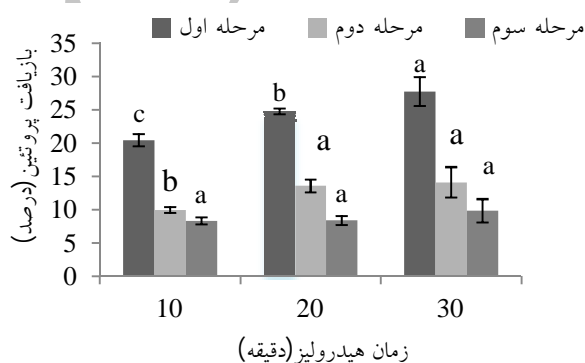 مرحله اول مرحله دوم مرحله سوم
بازیافت پروتئین(درصد)
35
30
25
20
15
10
5
0
c
b
a
b
a
a
a
a
a
10 20 30
زمان هیدرولیز(دقیقه)